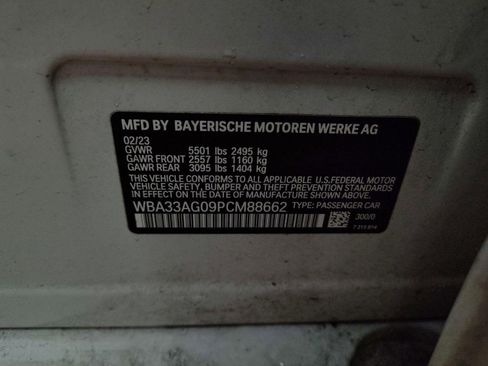 MFD BY BAYERISCHE MOTOREN WERKE AG
02/23
GVWR 5501 lbs 2495 kg
GAWR FRONT 2557 lbs 1160 kg
GAWR REAR 3095 lbs 1404 kg
THIS VEHICLE CONFORMS TO ALL APPLICABLE U.S.FEDERAL MOTOR
VEHICLE SAFETY, BUMPER AND THEFT PREVENTION STANDARDS
IN EFFECT ON THE DATE OF MANUFACTURE SHOWN ABOVE.
WBA33AG09PCM88662 TYPE: PASSENGER CAR
300/0